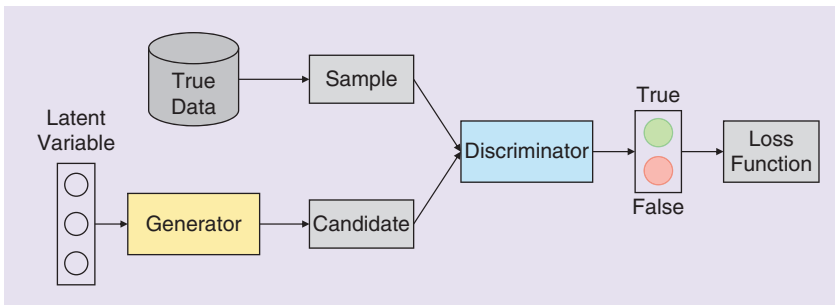 True
Data
Sample
Latent
Variable
Generator
Candidate
Discriminator
True
False
Loss
Function